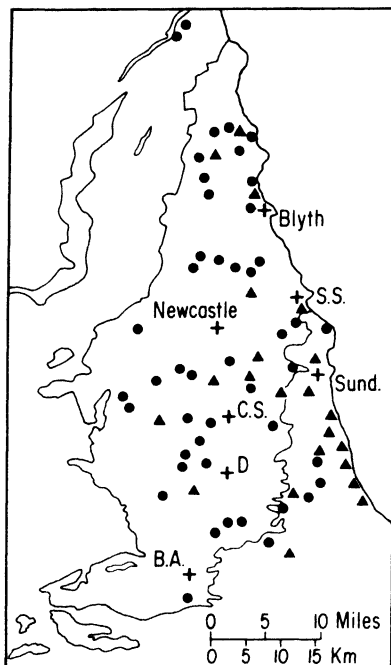 Blyth
S.S.
Newcastle
Sund.
C.S.
D
B.A.
0 5 10 Miles
0 5 10 15 Km